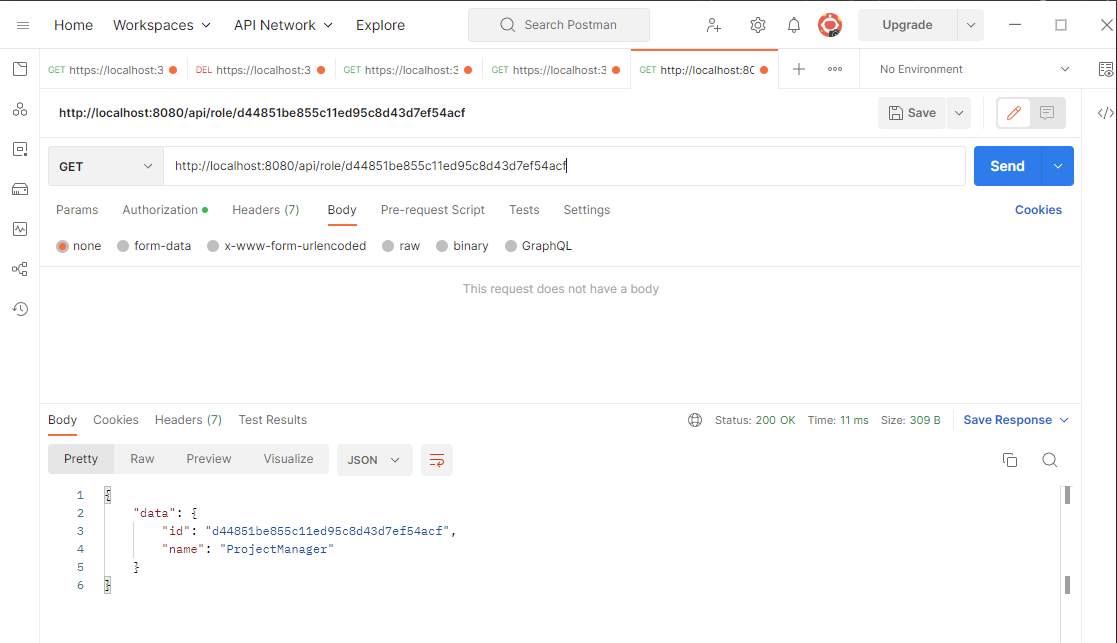 Home Workspaces API Network Explore Search Postman Upgrade
GET https://localhost:3 DEL https://localhost:3 GET https://localhost:3 GET https://localhost:3 GET http://localhost:80 No Environment
http://localhost:8080/api/role/d44851be855c11ed95c8d43d7ef54acf Save
GET http://localhost:8080/api/role/d44851be855c11ed95c8d43d7ef54acf Send
Params Authorization Headers (7) Body Pre-request Script Tests Settings Cookies
none form-data x-www-form-urlencoded raw binary GraphQL
This request does not have a body
Body Cookies Headers (7) Test Results Status: 200 OK Time: 11 ms Size: 309 B Save Response
Pretty Raw Preview Visualize JSON
1 {
2 "data": {
3 "id": "d44851be855c11ed95c8d43d7ef54acf",
4 "name": "ProjectManager"
5 }
6 }